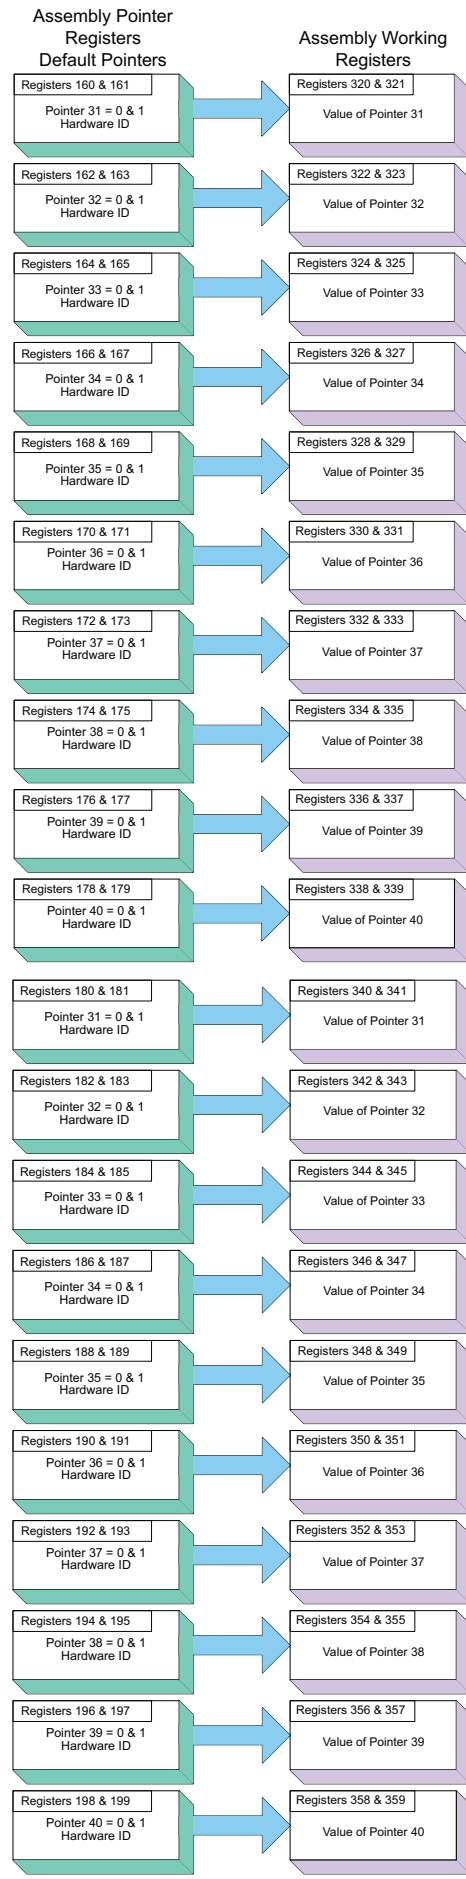 Assembly Pointer
Registers
Default Pointers
Assembly Working
Registers
Registers 160 & 161
Pointer 31 = 0 & 1
Hardware ID
Registers 320 & 321
Value of Pointer 31
Registers 162 & 163
Pointer 32 = 0 & 1
Hardware ID
Registers 322 & 323
Value of Pointer 32
Registers 164 & 165
Pointer 33 = 0 & 1
Hardware ID
Registers 324 & 325
Value of Pointer 33
Registers 166 & 167
Pointer 34 = 0 & 1
Hardware ID
Registers 326 & 327
Value of Pointer 34
Registers 168 & 169
Pointer 35 = 0 & 1
Hardware ID
Registers 328 & 329
Value of Pointer 35
Registers 170 & 171
Pointer 36 = 0 & 1
Hardware ID
Registers 330 & 331
Value of Pointer 36
Registers 172 & 173
Pointer 37 = 0 & 1
Hardware ID
Registers 332 & 333
Value of Pointer 37
Registers 174 & 175
Pointer 38 = 0 & 1
Hardware ID
Registers 334 & 335
Value of Pointer 38
Registers 176 & 177
Pointer 39 = 0 & 1
Hardware ID
Registers 336 & 337
Value of Pointer 39
Registers 178 & 179
Pointer 40 = 0 & 1
Hardware ID
Registers 338 & 339
Value of Pointer 40
Registers 180 & 181
Pointer 31 = 0 & 1
Hardware ID
Registers 340 & 341
Value of Pointer 31
Registers 182 & 183
Pointer 32 = 0 & 1
Hardware ID
Registers 342 & 343
Value of Pointer 32
Registers 184 & 185
Pointer 33 = 0 & 1
Hardware ID
Registers 344 & 345
Value of Pointer 33
Registers 186 & 187
Pointer 34 = 0 & 1
Hardware ID
Registers 346 & 347
Value of Pointer 34
Registers 188 & 189
Pointer 35 = 0 & 1
Hardware ID
Registers 348 & 349
Value of Pointer 35
Registers 190 & 191
Pointer 36 = 0 & 1
Hardware ID
Registers 350 & 351
Value of Pointer 36
Registers 192 & 193
Pointer 37 = 0 & 1
Hardware ID
Registers 352 & 353
Value of Pointer 37
Registers 194 & 195
Pointer 38 = 0 & 1
Hardware ID
Registers 354 & 355
Value of Pointer 38
Registers 196 & 197
Pointer 39 = 0 & 1
Hardware ID
Registers 356 & 357
Value of Pointer 39
Registers 198 & 199
Pointer 40 = 0 & 1
Hardware ID
Registers 358 & 359
Value of Pointer 40